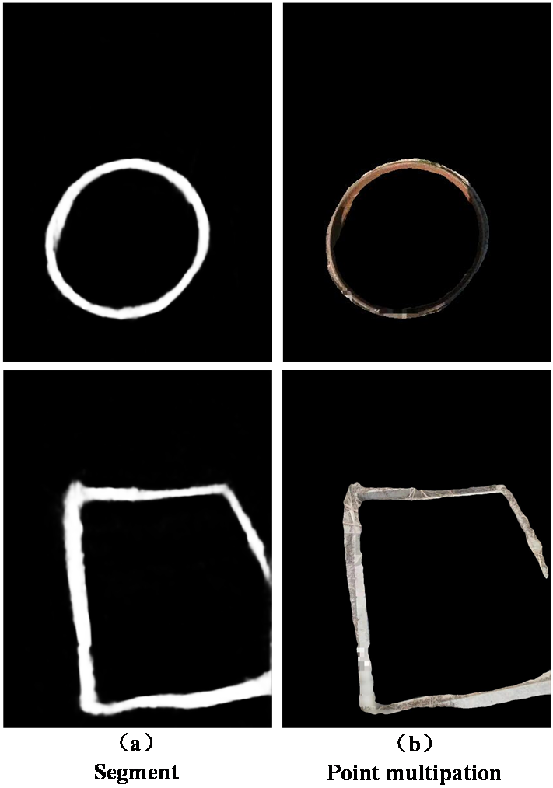 （a）
（b）
Segment
Point multipation